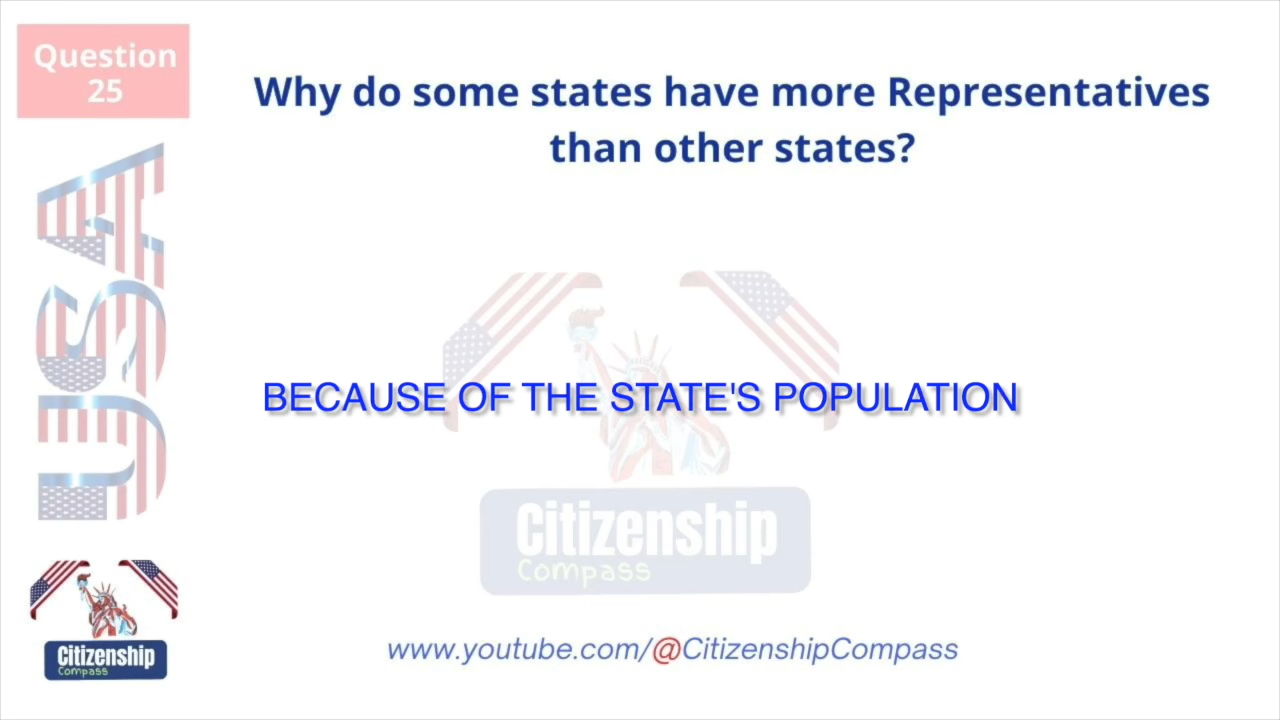 Question
25
Why do some states have more Representatives
than other states?
USA
BECAUSE OF THE STATE'S POPULATION
Citizenship
Compass
Citizenship
Compass
www.youtube.com/@CitizenshipCompass